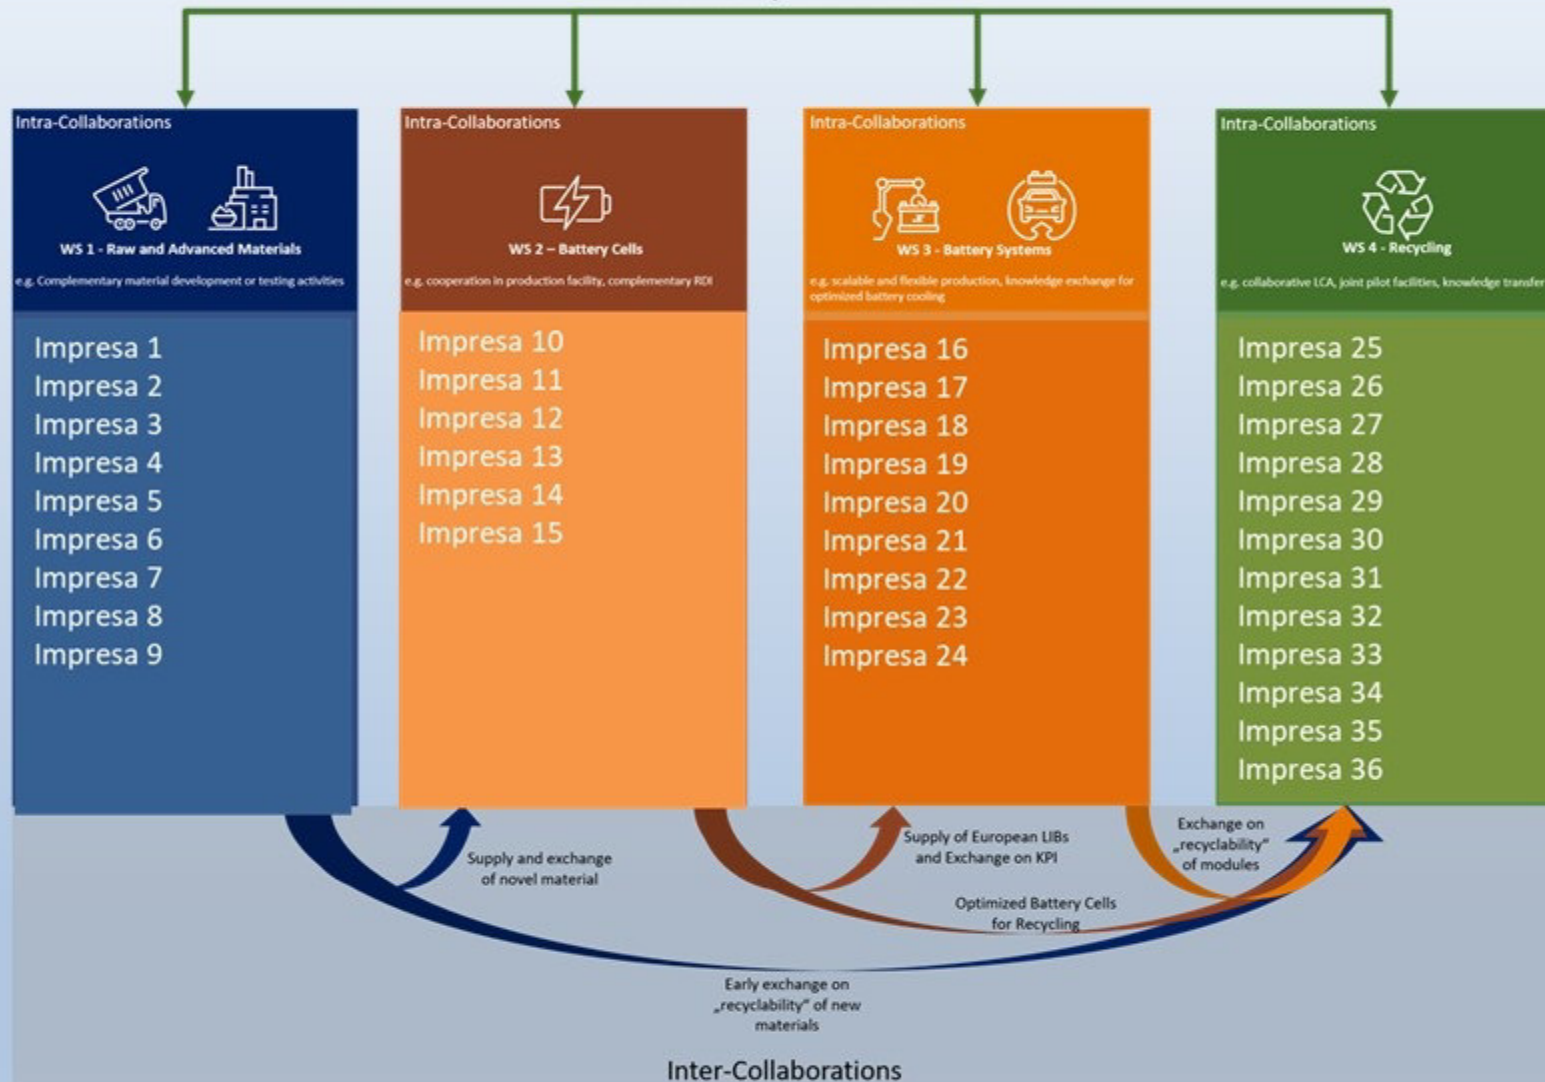 Intra-Collaborations
WS 1 - Raw and Advanced Materials
e.g. Complementary material development or testing activities
Impresa 1
Impresa 2
Impresa 3
Impresa 4
Impresa 5
Impresa 6
Impresa 7
Impresa 8
Impresa 9
Intra-Collaborations
WS 2 – Battery Cells
e.g. cooperation in production facility, complementary RDI
Impresa 10
Impresa 11
Impresa 12
Impresa 13
Impresa 14
Impresa 15
Intra-Collaborations
WS 3 - Battery Systems
e.g. scalable and flexible production, knowledge exchange for
optimized battery cooling
Impresa 16
Impresa 17
Impresa 18
Impresa 19
Impresa 20
Impresa 21
Impresa 22
Impresa 23
Impresa 24
Intra-Collaborations
WS 4 - Recycling
e.g. collaborative LCA, joint pilot facilities, knowledge transfer
Impresa 25
Impresa 26
Impresa 27
Impresa 28
Impresa 29
Impresa 30
Impresa 31
Impresa 32
Impresa 33
Impresa 34
Impresa 35
Impresa 36
Supply and exchange
of novel material
Supply of European LIBs
and Exchange on KPI
Exchange on
„recyclability“
of modules
Optimized Battery Cells
for Recycling
Early exchange on
„recyclability“ of new
materials
Inter-Collaborations